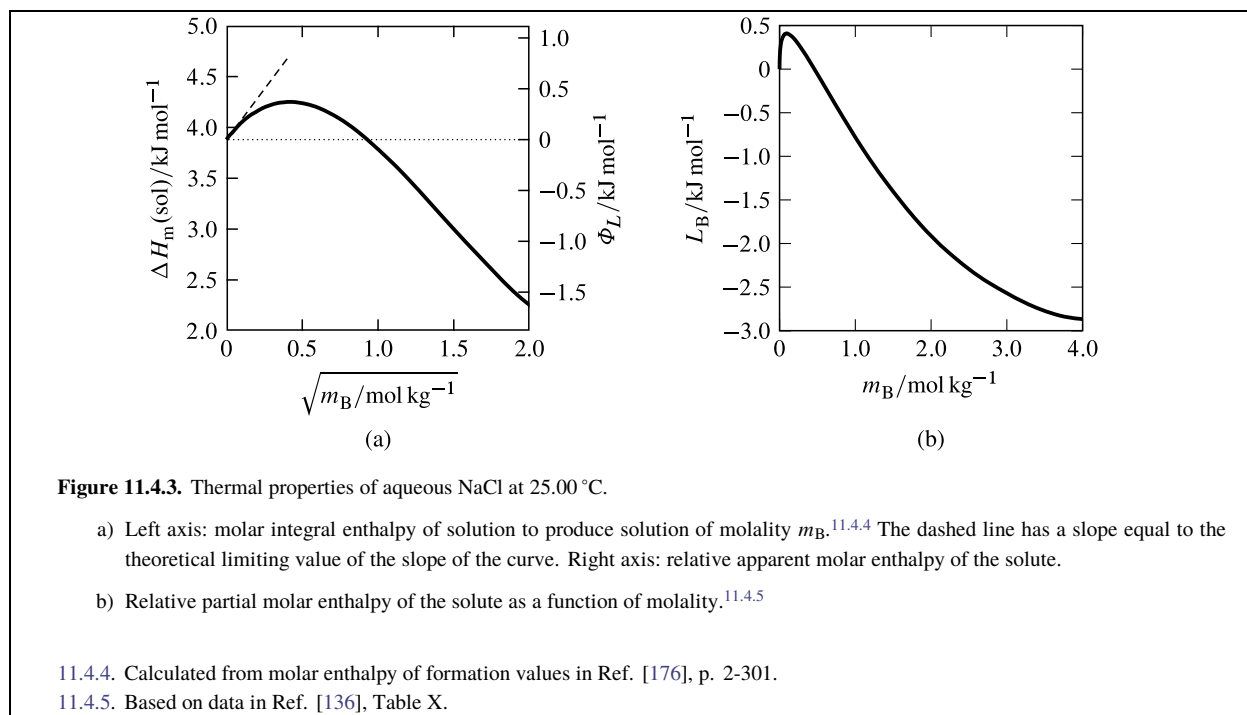 5.0
4.5
4.0
3.5
3.0
2.5
2.0
ΔH_m(sol)/kJ mol⁻¹
0
0.5
1.0
1.5
2.0
√m_B/mol kg⁻¹
1.0
0.5
0
−0.5
−1.0
−1.5
Φ_L/kJ mol⁻¹
(a)
0.5
0
−0.5
−1.0
−1.5
−2.0
−2.5
−3.0
L_B/kJ mol⁻¹
0
1.0
2.0
3.0
4.0
m_B/mol kg⁻¹
(b)
Figure 11.4.3. Thermal properties of aqueous NaCl at 25.00 °C.
a) Left axis: molar integral enthalpy of solution to produce solution of molality m_B.11.4.4 The dashed line has a slope equal to the
theoretical limiting value of the slope of the curve. Right axis: relative apparent molar enthalpy of the solute.
b) Relative partial molar enthalpy of the solute as a function of molality.11.4.5
11.4.4. Calculated from molar enthalpy of formation values in Ref. [176], p. 2-301.
11.4.5. Based on data in Ref. [136], Table X.